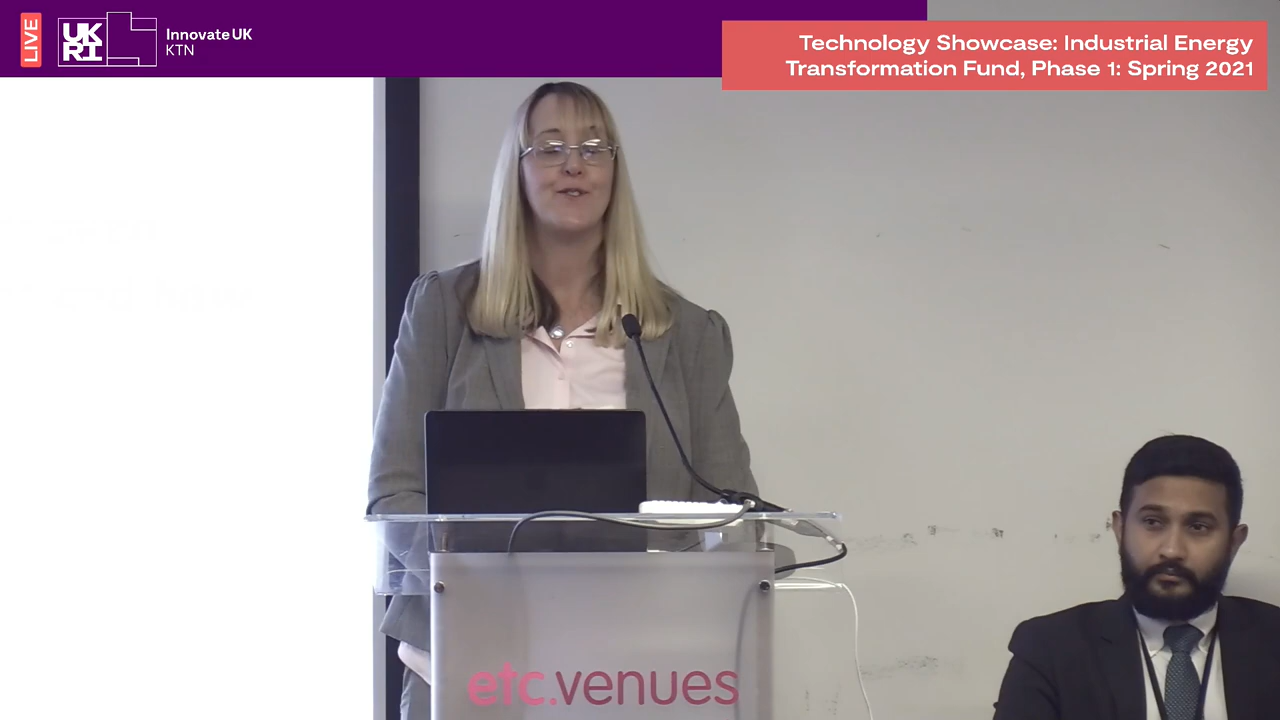 LIVE
UK
RI
Innovate UK
KTN
Technology Showcase: Industrial Energy
Transformation Fund, Phase 1: Spring 2021
etc.venues